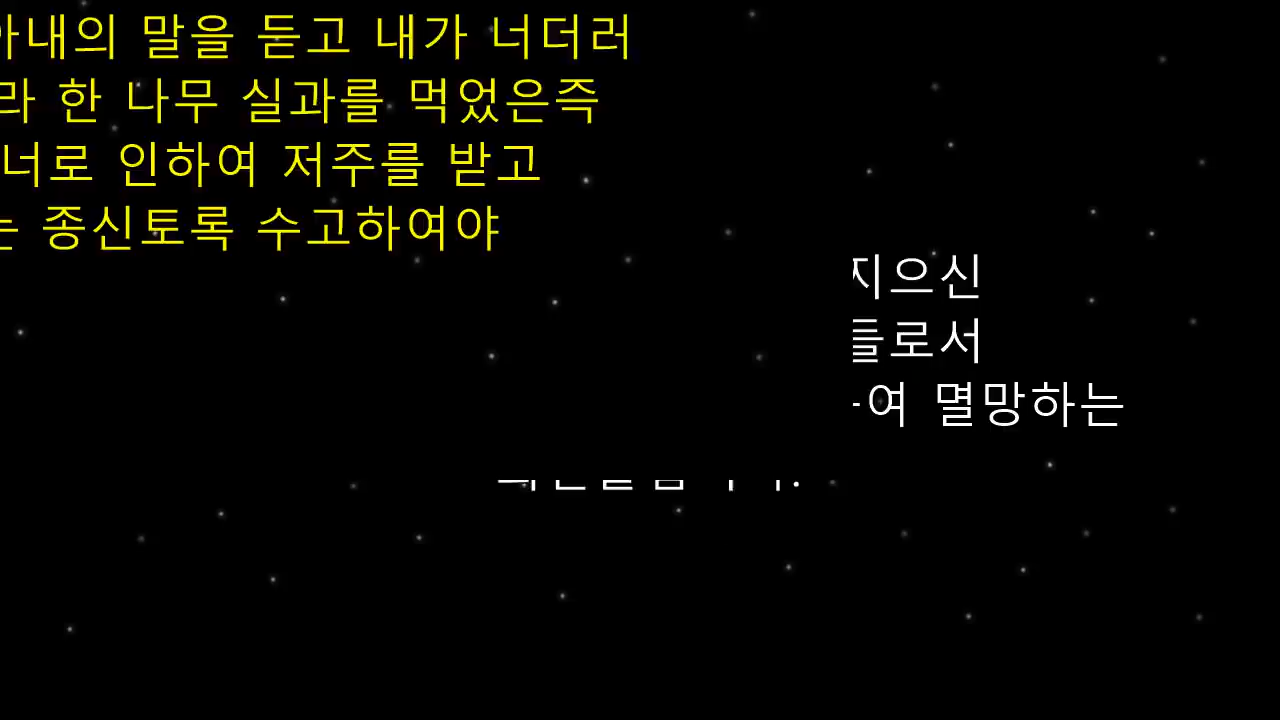 아내의 말을 듣고 내가 너더러
라 한 나무 실과를 먹었은즉
너로 인하여 저주를 받고
는 종신토록 수고하여야
지으신
들로서
여 멸망하는